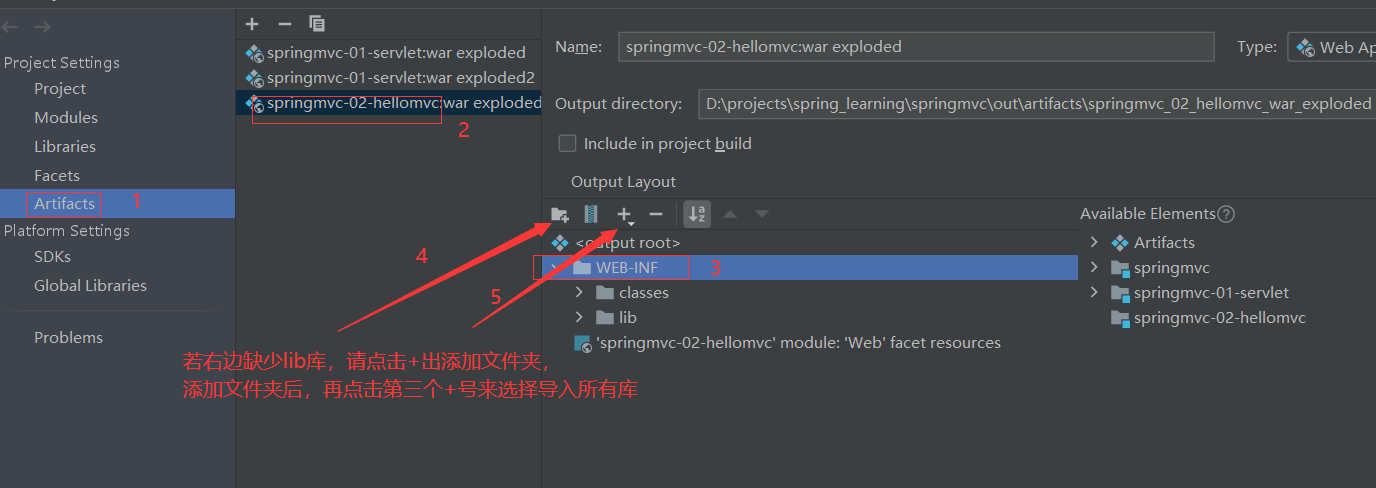 Project Settings
Project
Modules
Libraries
Facets
Artifacts
1
Platform Settings
SDKs
Global Libraries
Problems
springmvc-01-servlet:war exploded
springmvc-01-servlet:war exploded2
springmvc-02-hellomvc:war exploded
2
Name: springmvc-02-hellomvc:war exploded
Type: Web Ap
Output directory: D:\projects\spring_learning\springmvc\out\artifacts\springmvc_02_hellomvc_war_exploded
Include in project build
Output Layout
<output root>
WEB-INF
3
classes
lib
'springmvc-02-hellomvc' module: 'Web' facet resources
Available Elements ?
Artifacts
springmvc
springmvc-01-servlet
springmvc-02-hellomvc
4
5
若右边缺少lib库，请点击+出添加文件夹，
添加文件夹后，再点击第三个+号来选择导入所有库